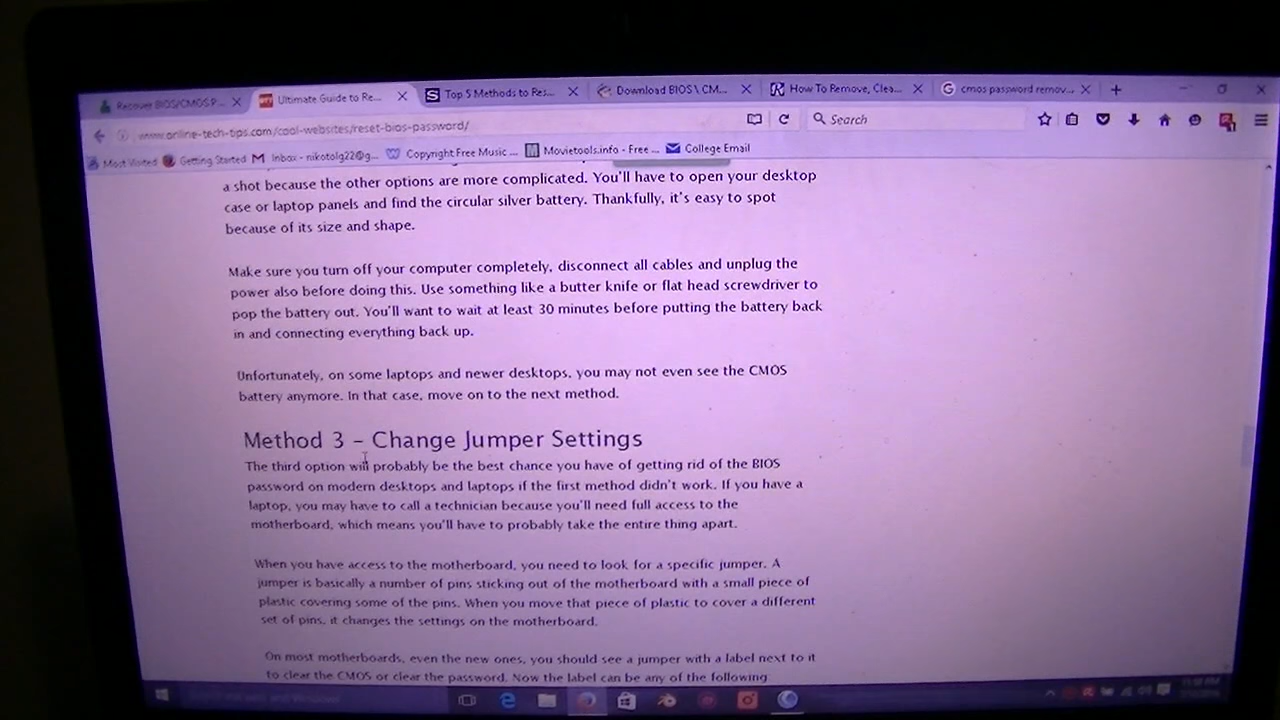 Recover BIOS/CMOS P...
Ultimate Guide to Re...
Top 5 Methods to Res...
Download BIOS \ CM...
How To Remove, Clea...
cmos password remov...
www.online-tech-tips.com/cool-websites/reset-bios-password/
Search
Most Visited Getting Started Inbox - nikotolg22@g... Copyright Free Music ... Movietools.info - Free ... College Email
a shot because the other options are more complicated. You'll have to open your desktop
case or laptop panels and find the circular silver battery. Thankfully, it's easy to spot
because of its size and shape.
Make sure you turn off your computer completely, disconnect all cables and unplug the
power also before doing this. Use something like a butter knife or flat head screwdriver to
pop the battery out. You'll want to wait at least 30 minutes before putting the battery back
in and connecting everything back up.
Unfortunately, on some laptops and newer desktops, you may not even see the CMOS
battery anymore. In that case, move on to the next method.
Method 3 – Change Jumper Settings
The third option will probably be the best chance you have of getting rid of the BIOS
password on modern desktops and laptops if the first method didn't work. If you have a
laptop, you may have to call a technician because you'll need full access to the
motherboard, which means you'll have to probably take the entire thing apart.
When you have access to the motherboard, you need to look for a specific jumper. A
jumper is basically a number of pins sticking out of the motherboard with a small piece of
plastic covering some of the pins. When you move that piece of plastic to cover a different
set of pins, it changes the settings on the motherboard.
On most motherboards, even the new ones, you should see a jumper with a label next to it
to clear the CMOS or clear the password. Now the label can be any of the following